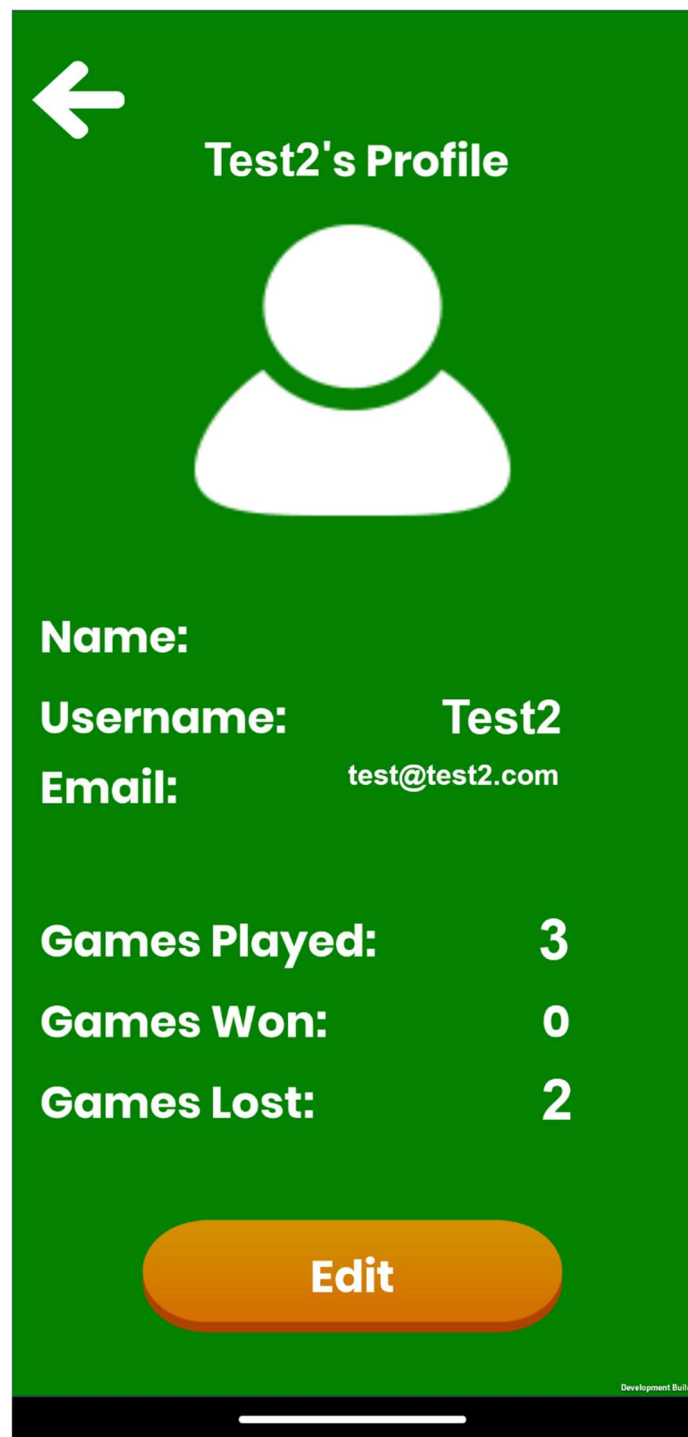 Test2's Profile
Name:
Username: Test2
Email: test@test2.com
Games Played: 3
Games Won: 0
Games Lost: 2
Edit
Development Buil